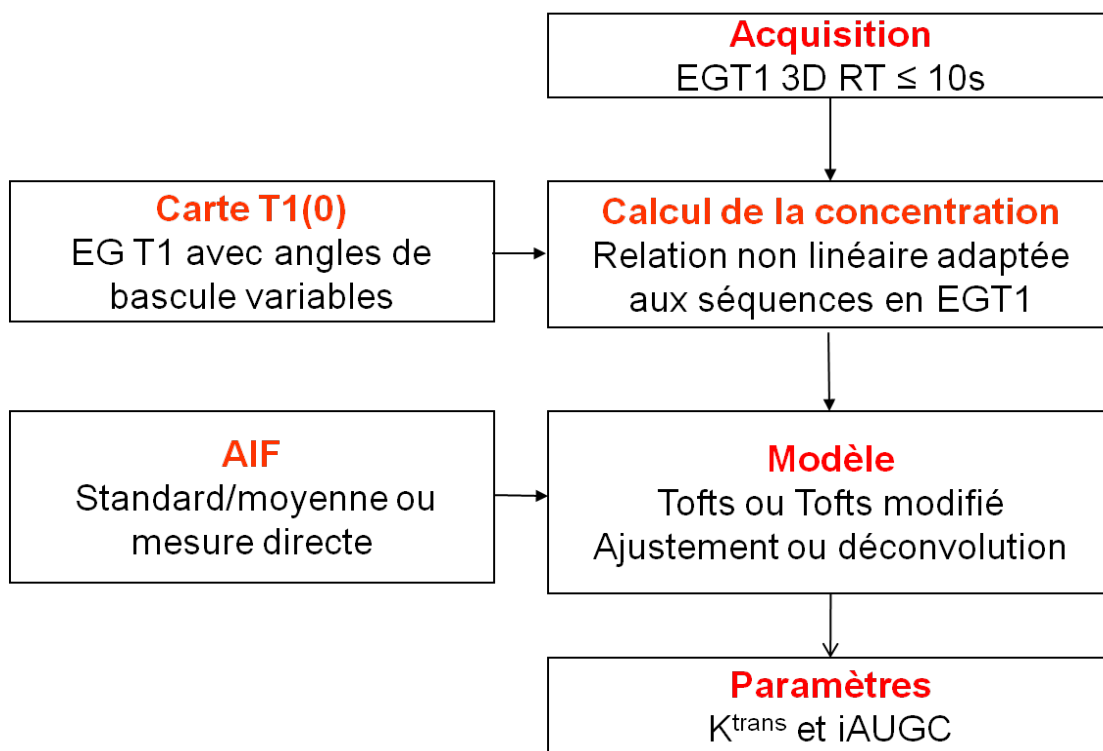 Acquisition
EGT1 3D RT ≤ 10s
Carte T1(0)
EG T1 avec angles de
bascule variables
Calcul de la concentration
Relation non linéaire adaptée
aux séquences en EGT1
AIF
Standard/moyenne ou
mesure directe
Modèle
Tofts ou Tofts modifié
Ajustement ou déconvolution
Paramètres
Ktrans et iAUGC